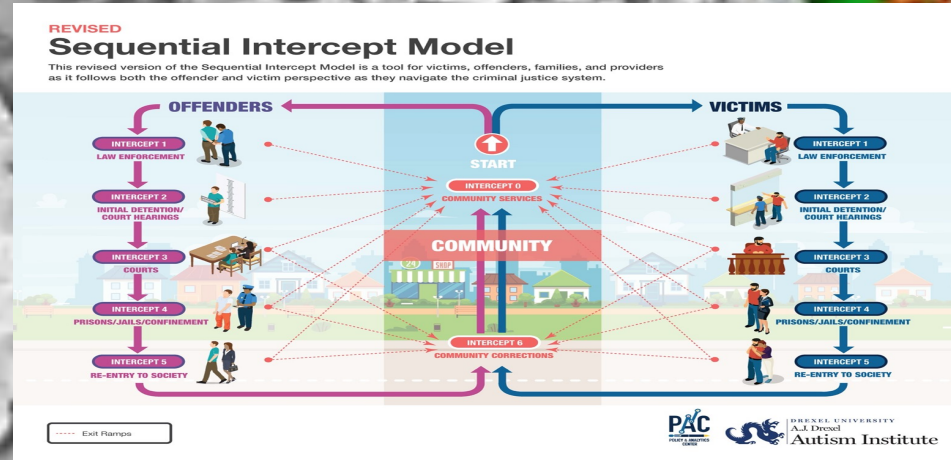 REVISED
Sequential Intercept Model
This revised version of the Sequential Intercept Model is a tool for victims, offenders, families, and providers
as it follows both the offender and victim perspective as they navigate the criminal justice system.
OFFENDERS
INTERCEPT 1
LAW ENFORCEMENT
INTERCEPT 2
INITIAL DETENTION/
COURT HEARINGS
INTERCEPT 3
COURTS
INTERCEPT 4
PRISONS/JAILS/CONFINEMENT
INTERCEPT 5
RE-ENTRY TO SOCIETY
START
INTERCEPT 0
COMMUNITY SERVICES
COMMUNITY
24
SHOP
INTERCEPT 6
COMMUNITY CORRECTIONS
VICTIMS
INTERCEPT 1
LAW ENFORCEMENT
INTERCEPT 2
INITIAL DETENTION/
COURT HEARINGS
INTERCEPT 3
COURTS
INTERCEPT 4
PRISONS/JAILS/CONFINEMENT
INTERCEPT 5
RE-ENTRY TO SOCIETY
Exit Ramps
PAC
POLICY & ANALYTICS
CENTER
DREXEL UNIVERSITY
A.J. Drexel
Autism Institute